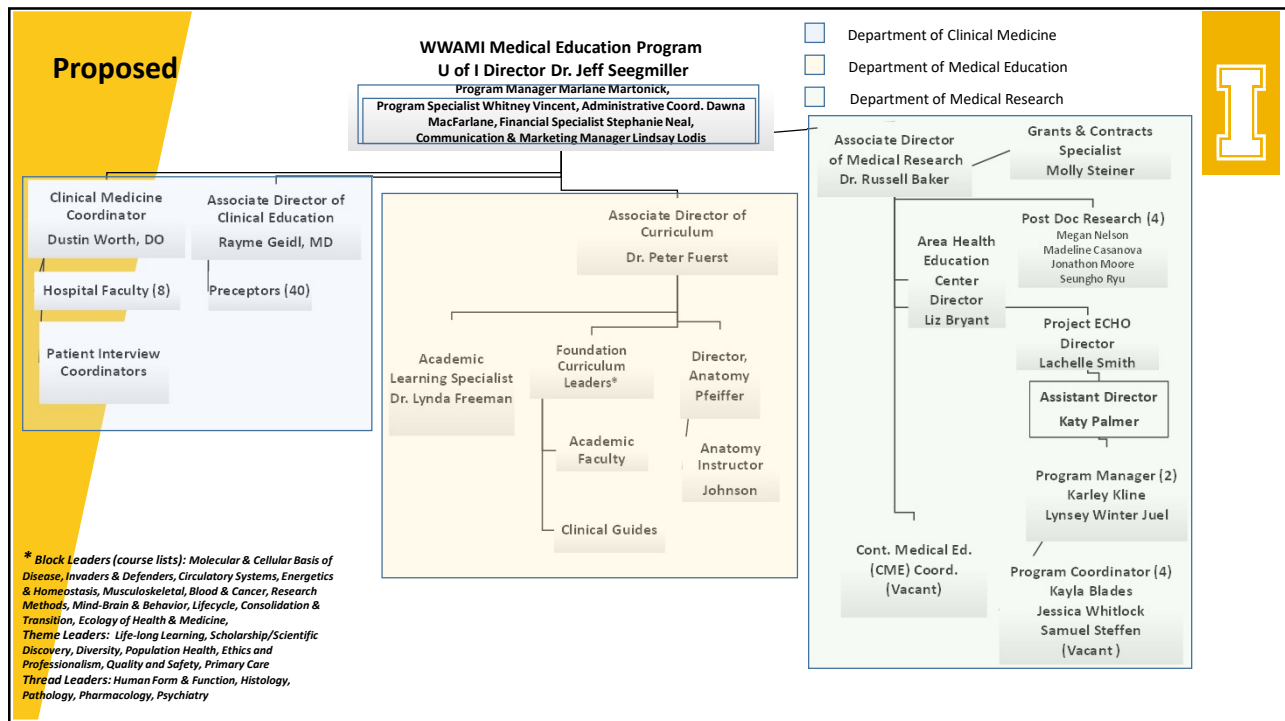 Proposed
WWAMI Medical Education Program
U of I Director Dr. Jeff Seegmiller
Program Manager Marlane Martonick,
Program Specialist Whitney Vincent, Administrative Coord. Dawna
MacFarlane, Financial Specialist Stephanie Neal,
Communication & Marketing Manager Lindsay Lodis
Department of Clinical Medicine
Department of Medical Education
Department of Medical Research
I
Clinical Medicine
Coordinator
Dustin Worth, DO
Hospital Faculty (8)
Patient Interview
Coordinators
Associate Director of
Clinical Education
Rayme Geidl, MD
Preceptors (40)
Associate Director of
Curriculum
Dr. Peter Fuerst
Academic
Learning Specialist
Dr. Lynda Freeman
Foundation
Curriculum
Leaders*
Academic
Faculty
Clinical Guides
Director,
Anatomy
Pfeiffer
Anatomy
Instructor
Johnson
Associate Director
of Medical Research
Dr. Russell Baker
Grants & Contracts
Specialist
Molly Steiner
Post Doc Research (4)
Megan Nelson
Madeline Casanova
Jonathon Moore
Seungho Ryu
Area Health
Education
Center
Director
Liz Bryant
Project ECHO
Director
Lachelle Smith
Assistant Director
Katy Palmer
Program Manager (2)
Karley Kline
Lynsey Winter Juel
Cont. Medical Ed.
(CME) Coord.
(Vacant)
Program Coordinator (4)
Kayla Blades
Jessica Whitlock
Samuel Steffen
(Vacant )
* Block Leaders (course lists): Molecular & Cellular Basis of
Disease, Invaders & Defenders, Circulatory Systems, Energetics
& Homeostasis, Musculoskeletal, Blood & Cancer, Research
Methods, Mind-Brain & Behavior, Lifecycle, Consolidation &
Transition, Ecology of Health & Medicine,
Theme Leaders: Life-long Learning, Scholarship/Scientific
Discovery, Diversity, Population Health, Ethics and
Professionalism, Quality and Safety, Primary Care
Thread Leaders: Human Form & Function, Histology,
Pathology, Pharmacology, Psychiatry